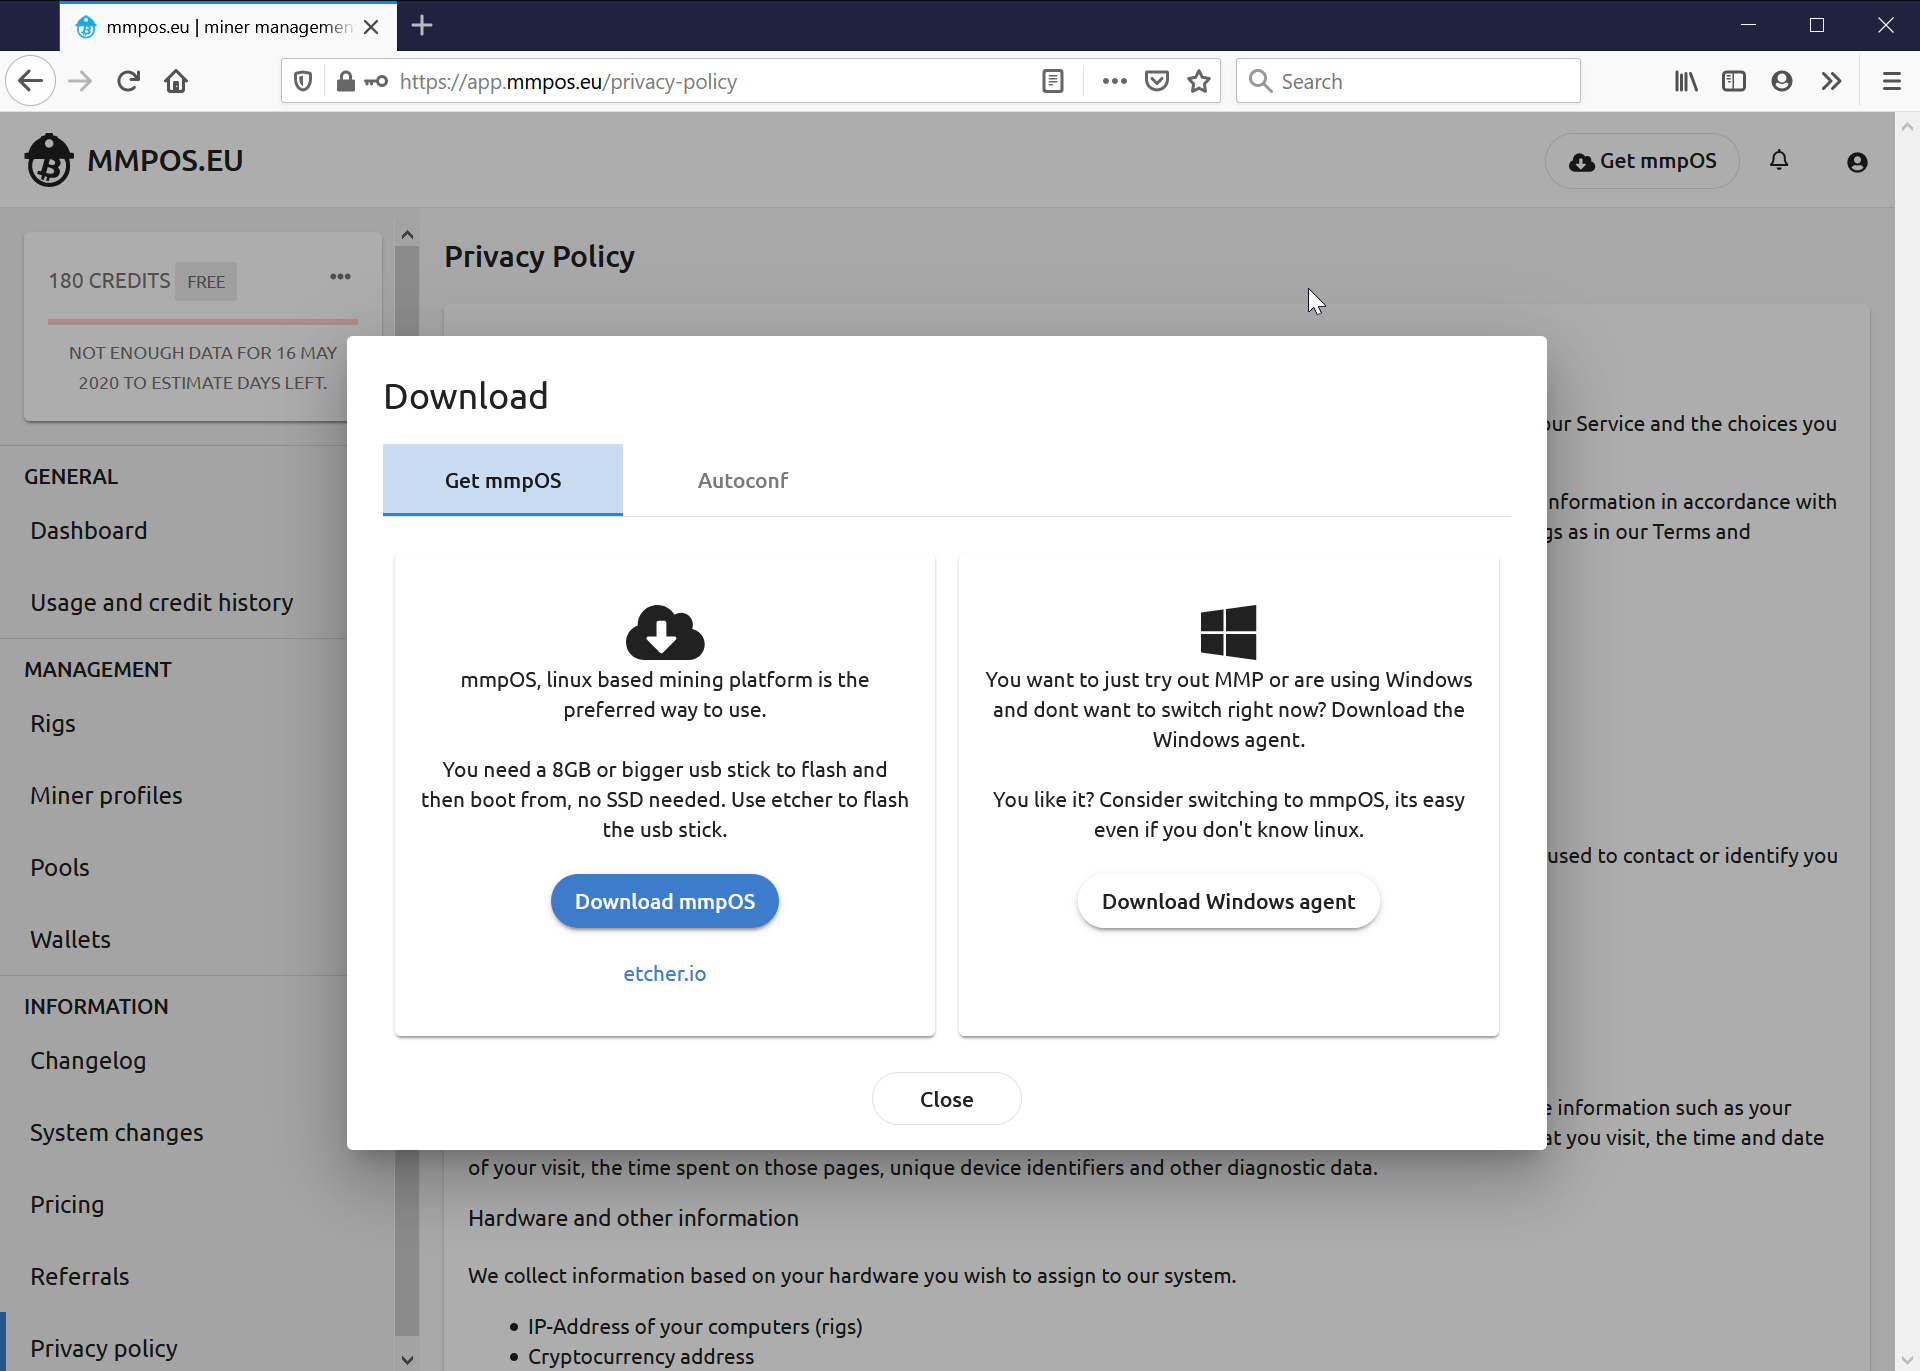 mmpos.eu | miner managemen
https://app.mmpos.eu/privacy-policy
Search
MMPOS.EU
Get mmpOS
180 CREDITS FREE
NOT ENOUGH DATA FOR 16 MAY
2020 TO ESTIMATE DAYS LEFT.
GENERAL
Dashboard
Usage and credit history
MANAGEMENT
Rigs
Miner profiles
Pools
Wallets
INFORMATION
Changelog
System changes
Pricing
Referrals
Privacy policy
Privacy Policy
our Service and the choices you
nformation in accordance with
gs as in our Terms and
used to contact or identify you
e information such as your
at you visit, the time and date
of your visit, the time spent on those pages, unique device identifiers and other diagnostic data.
Hardware and other information
We collect information based on your hardware you wish to assign to our system.
• IP-Address of your computers (rigs)
• Cryptocurrency address
Download
Get mmpOS
Autoconf
mmpOS, linux based mining platform is the
preferred way to use.
You need a 8GB or bigger usb stick to flash and
then boot from, no SSD needed. Use etcher to flash
the usb stick.
Download mmpOS
etcher.io
You want to just try out MMP or are using Windows
and dont want to switch right now? Download the
Windows agent.
You like it? Consider switching to mmpOS, its easy
even if you don't know linux.
Download Windows agent
Close